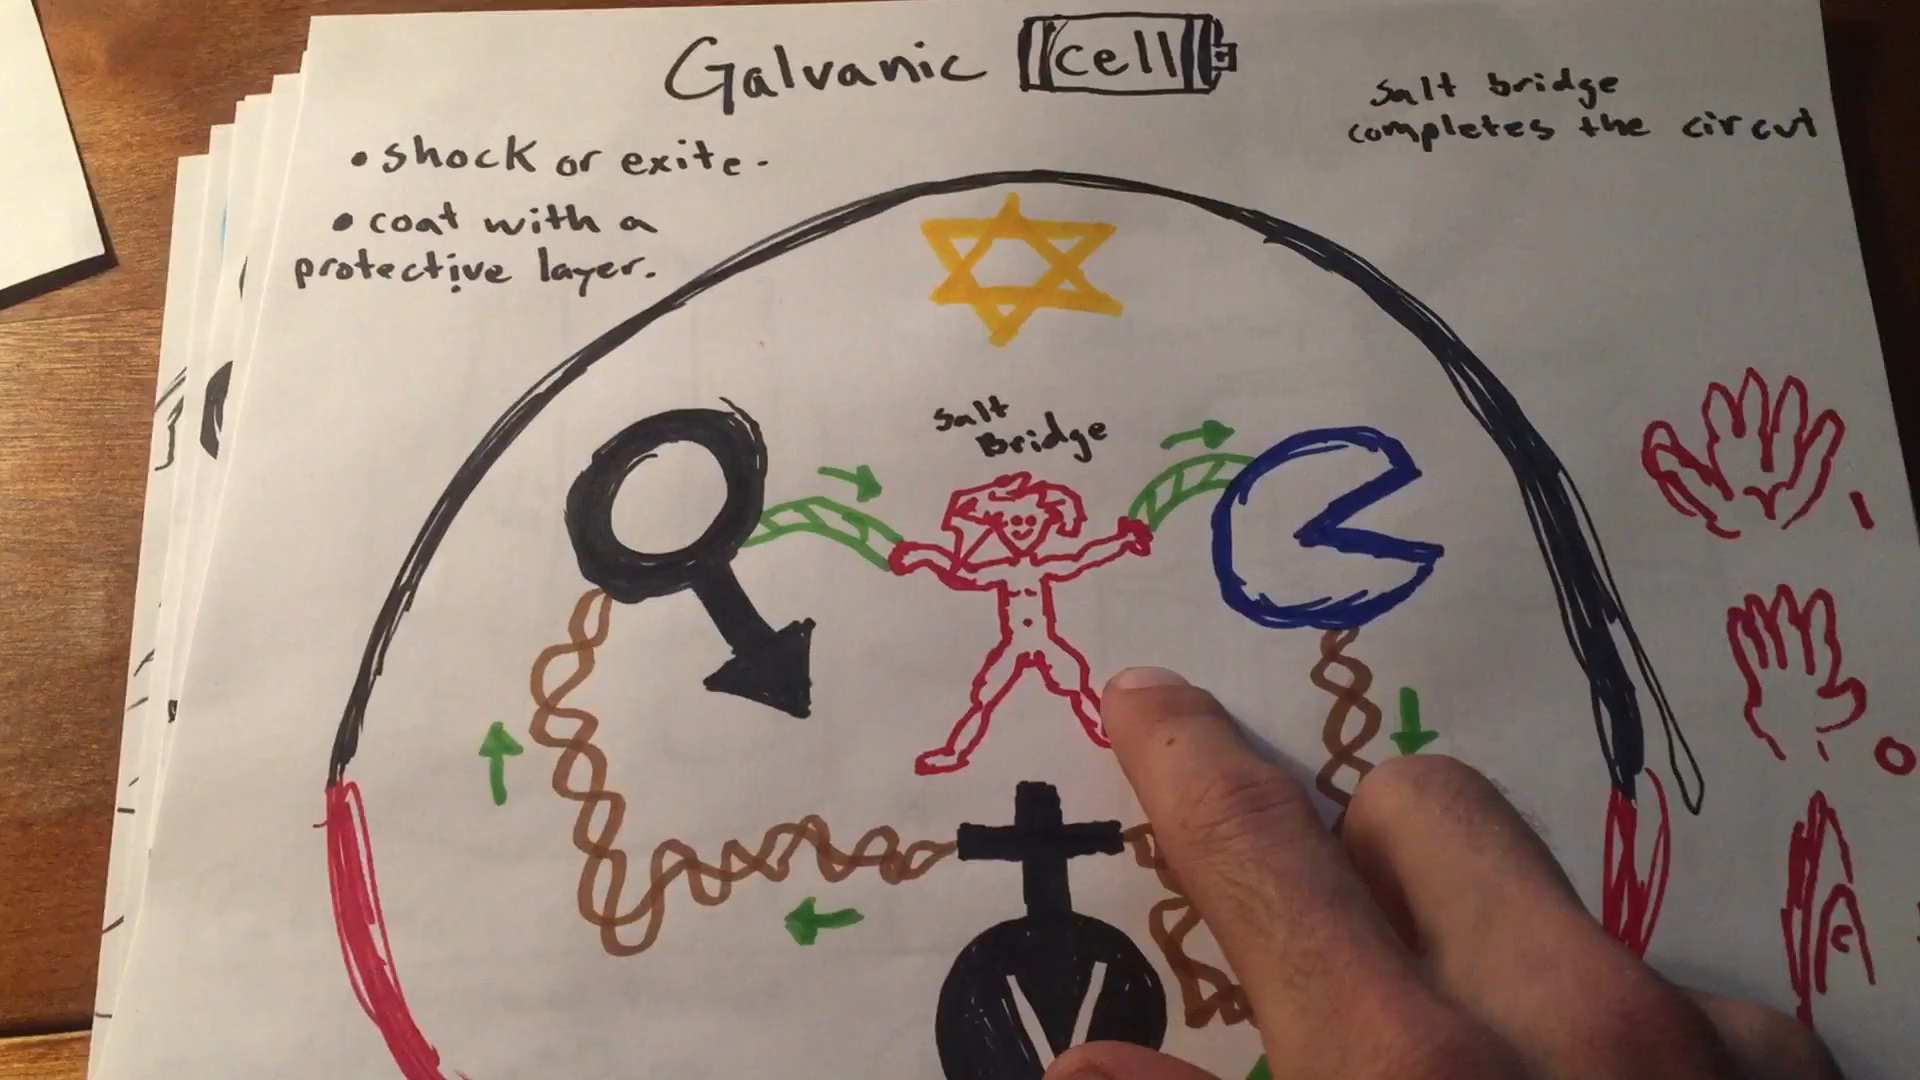 Galvanic cell
• shock or exite.
• coat with a
protective layer.
Salt bridge
completes the circut
Salt
Bridge
V